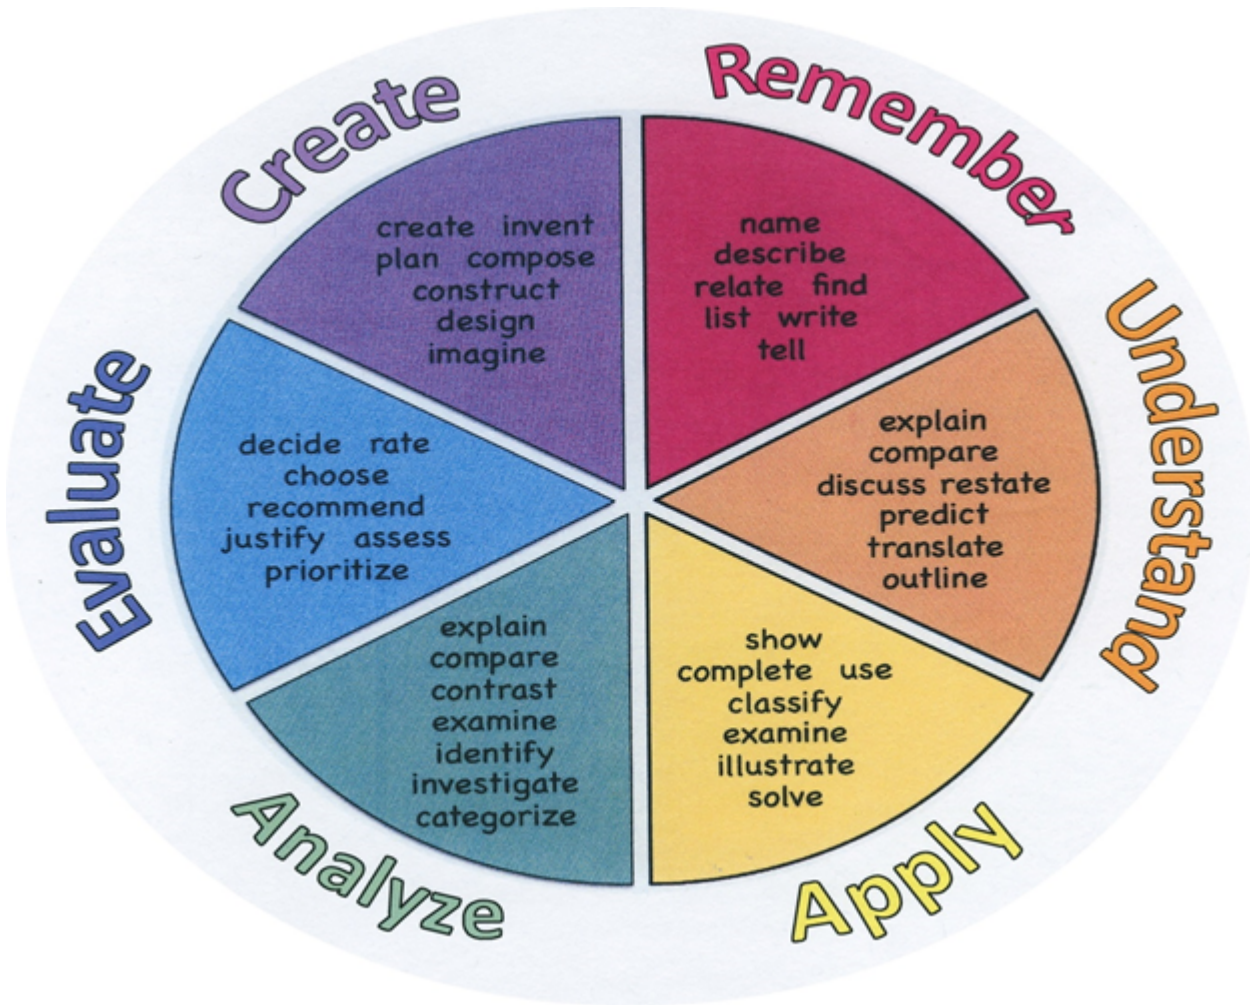 Remember
name
describe
relate find
list write
tell
Understand
explain
compare
discuss restate
predict
translate
outline
Apply
show
complete use
classify
examine
illustrate
solve
Analyze
explain
compare
contrast
examine
identify
investigate
categorize
Evaluate
decide rate
choose
recommend
justify assess
prioritize
Create
create invent
plan compose
construct
design
imagine